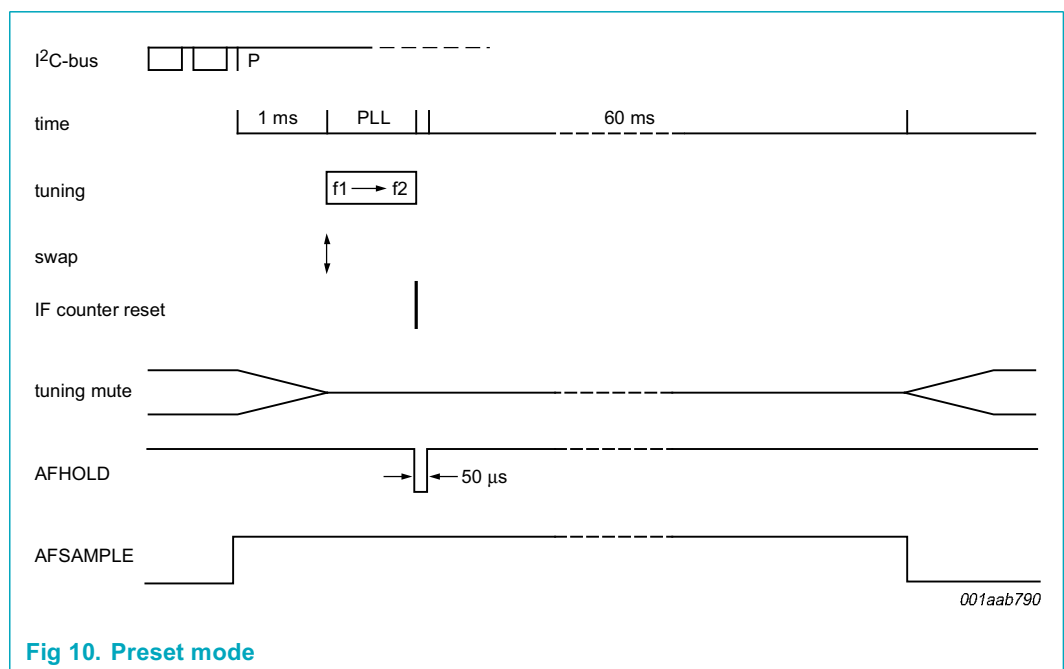 I2C-bus
P
time
1 ms
PLL
60 ms
tuning
f1 → f2
swap
IF counter reset
tuning mute
AFHOLD
50 μs
AFSAMPLE
001aab790
Fig 10. Preset mode